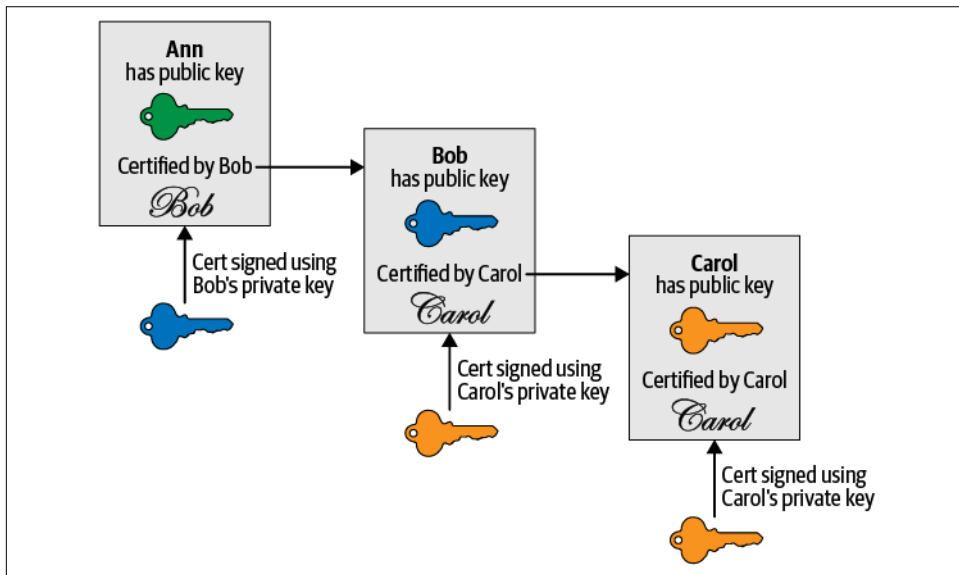 Ann
has public key
Certified by Bob
Bob
Cert signed using
Bob's private key
Bob
has public key
Certified by Carol
Carol
Cert signed using
Carol's private key
Carol
has public key
Certified by Carol
Carol
Cert signed using
Carol's private key